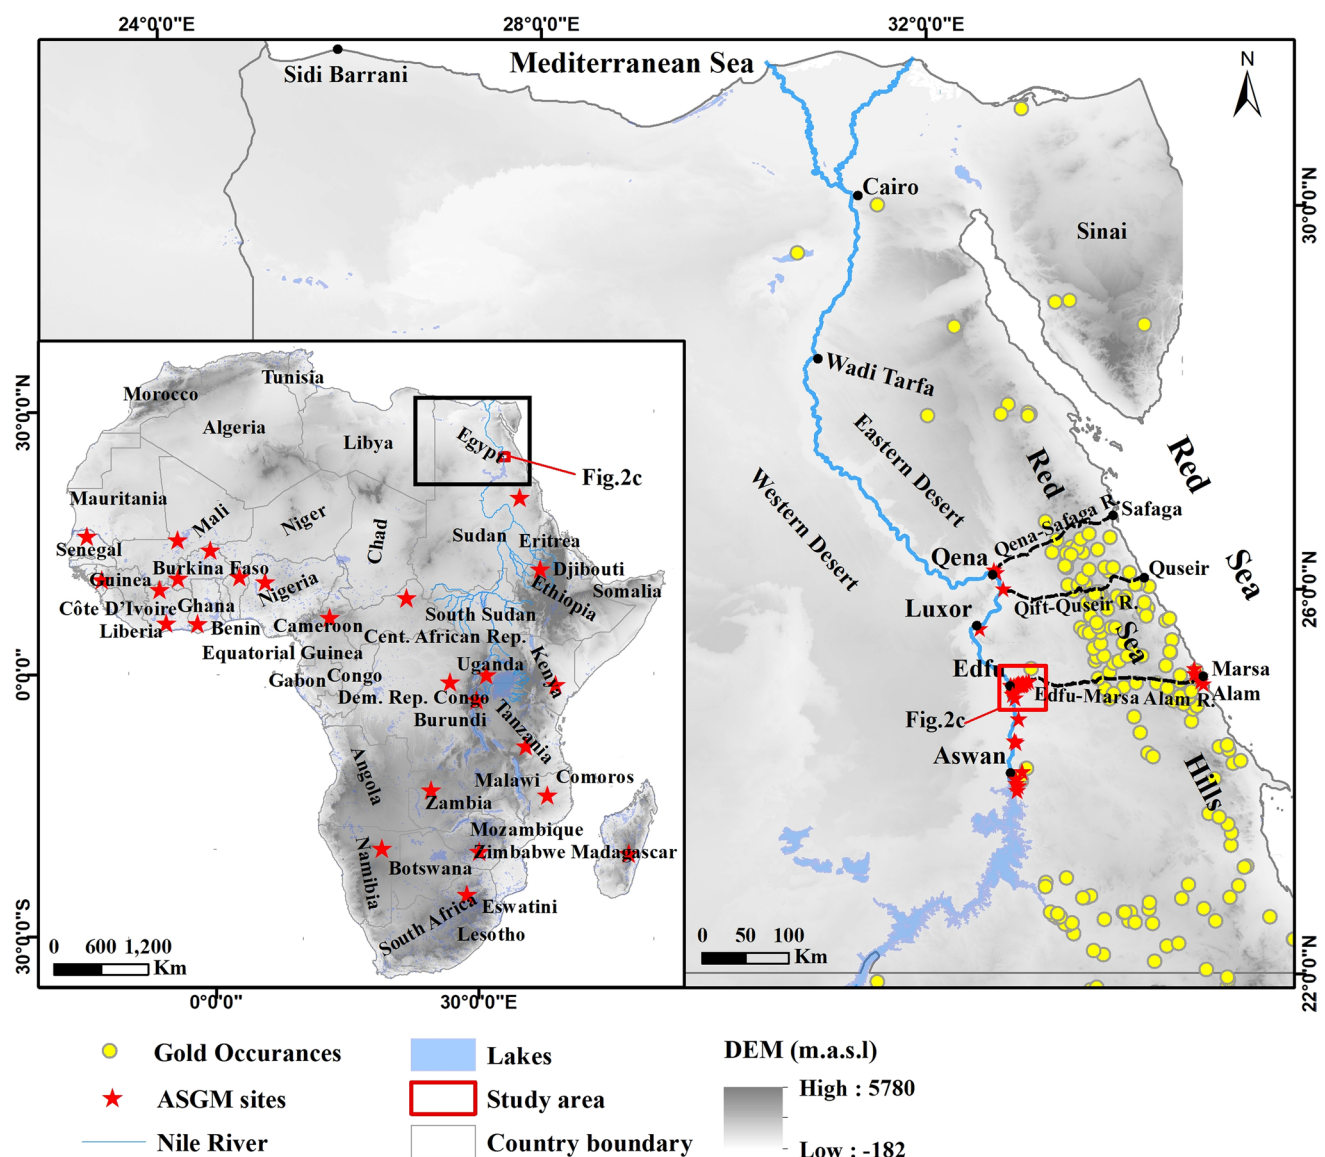 24°0'0"E
28°0'0"E
32°0'0"E
Sidi Barrani
Mediterranean Sea
N
Cairo
30°0'0"N
Sinai
Wadi Tarfa
Eastern Desert
Western Desert
Red
Sea
Hills
Red
Sea
Qena-Safaga R.
Safaga
Qena
Quseir
Qift-Quseir R.
26°0'0"N
Luxor
Edfu
Marsa
Alam
Edfu-Marsa Alam R.
Fig.2c
Aswan
0 50 100
Km
22°0'0"N
30°0'0"N
0°0'0"
30°0'0"S
Tunisia
Morocco
Algeria
Libya
Egypt
Fig.2c
Mauritania
Mali
Niger
Chad
Sudan
Eritrea
Senegal
Burkina Faso
Djibouti
Guinea
Nigeria
Ethiopia
Somalia
Côte D'Ivoire
Ghana
South Sudan
Liberia
Benin
Cameroon
Cent. African Rep.
Equatorial Guinea
Uganda
Kenya
Gabon
Congo
Dem. Rep. Congo
Burundi
Tanzania
Angola
Malawi
Comoros
Zambia
Mozambique
Namibia
Zimbabwe
Madagascar
Botswana
South Africa
Eswatini
Lesotho
0 600 1,200
Km
0°0'0"
30°0'0"E
Gold Occurances
Lakes
DEM (m.a.s.l)
ASGM sites
Study area
High : 5780
Nile River
Country boundary
Low : -182